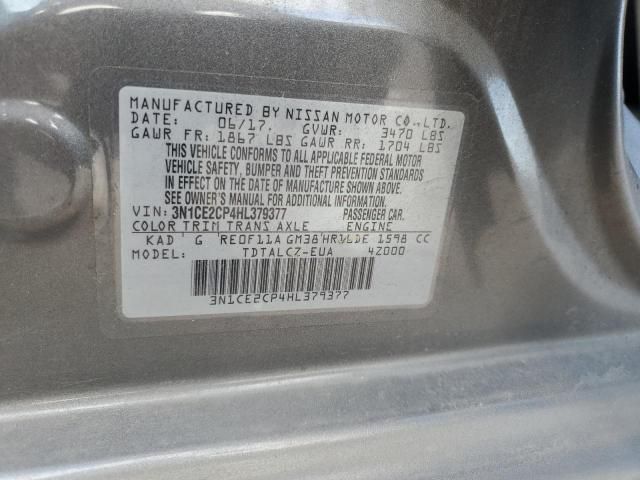 MANUFACTURED BY NISSAN MOTOR CO.,LTD.
DATE: 06/17. GVWR: 3470 LBS
GAWR FR: 1867 LBS GAWR RR: 1704 LBS
THIS VEHICLE CONFORMS TO ALL APPLICABLE FEDERAL MOTOR
VEHICLE SAFETY, BUMPER AND THEFT PREVENTION STANDARDS
IN EFFECT ON THE DATE OF MANUFACTURE SHOWN ABOVE.
SEE OWNER'S MANUAL FOR ADDITIONAL INFORMATION.
VIN: 3N1CE2CP4HL379377 PASSENGER CAR.
COLOR TRIM TRANS AXLE ENGINE
KAD G RE0F11A GM38 HR16DE 1598 CC
MODEL: TDTALCZ-EUA 4Z000
3N1CE2CP4HL379377